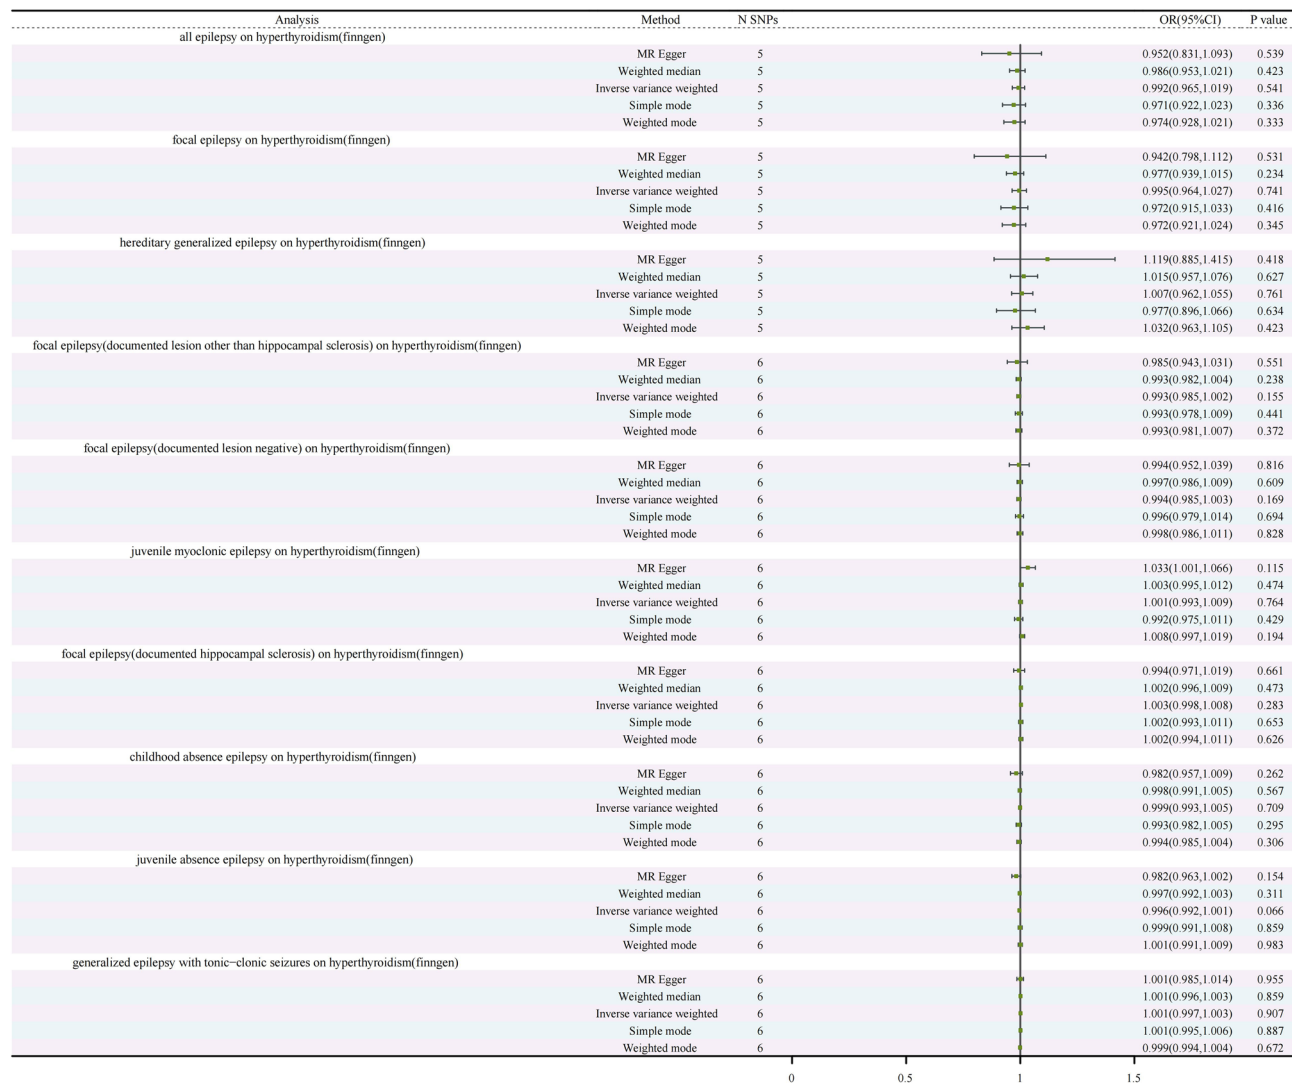 Analysis Method N SNPs OR(95%CI) P value
all epilepsy on hyperthyroidism(finngen)
MR Egger 5 0.952(0.831,1.093) 0.539
Weighted median 5 0.986(0.953,1.021) 0.423
Inverse variance weighted 5 0.992(0.965,1.019) 0.541
Simple mode 5 0.971(0.922,1.023) 0.336
Weighted mode 5 0.974(0.928,1.021) 0.333
focal epilepsy on hyperthyroidism(finngen)
MR Egger 5 0.942(0.798,1.112) 0.531
Weighted median 5 0.977(0.939,1.015) 0.234
Inverse variance weighted 5 0.995(0.964,1.027) 0.741
Simple mode 5 0.972(0.915,1.033) 0.416
Weighted mode 5 0.972(0.921,1.024) 0.345
hereditary generalized epilepsy on hyperthyroidism(finngen)
MR Egger 5 1.119(0.885,1.415) 0.418
Weighted median 5 1.015(0.957,1.076) 0.627
Inverse variance weighted 5 1.007(0.962,1.055) 0.761
Simple mode 5 0.977(0.896,1.066) 0.634
Weighted mode 5 1.032(0.963,1.105) 0.423
focal epilepsy(documented lesion other than hippocampal sclerosis) on hyperthyroidism(finngen)
MR Egger 6 0.985(0.943,1.031) 0.551
Weighted median 6 0.993(0.982,1.004) 0.238
Inverse variance weighted 6 0.993(0.985,1.002) 0.155
Simple mode 6 0.993(0.978,1.009) 0.441
Weighted mode 6 0.993(0.981,1.007) 0.372
focal epilepsy(documented lesion negative) on hyperthyroidism(finngen)
MR Egger 6 0.994(0.952,1.039) 0.816
Weighted median 6 0.997(0.986,1.009) 0.609
Inverse variance weighted 6 0.994(0.985,1.003) 0.169
Simple mode 6 0.996(0.979,1.014) 0.694
Weighted mode 6 0.998(0.986,1.011) 0.828
juvenile myoclonic epilepsy on hyperthyroidism(finngen)
MR Egger 6 1.033(1.001,1.066) 0.115
Weighted median 6 1.003(0.995,1.012) 0.474
Inverse variance weighted 6 1.001(0.993,1.009) 0.764
Simple mode 6 0.992(0.975,1.011) 0.429
Weighted mode 6 1.008(0.997,1.019) 0.194
focal epilepsy(documented hippocampal sclerosis) on hyperthyroidism(finngen)
MR Egger 6 0.994(0.971,1.019) 0.661
Weighted median 6 1.002(0.996,1.009) 0.473
Inverse variance weighted 6 1.003(0.998,1.008) 0.283
Simple mode 6 1.002(0.993,1.011) 0.653
Weighted mode 6 1.002(0.994,1.011) 0.626
childhood absence epilepsy on hyperthyroidism(finngen)
MR Egger 6 0.982(0.957,1.009) 0.262
Weighted median 6 0.998(0.991,1.005) 0.567
Inverse variance weighted 6 0.999(0.993,1.005) 0.709
Simple mode 6 0.993(0.982,1.005) 0.295
Weighted mode 6 0.994(0.985,1.004) 0.306
juvenile absence epilepsy on hyperthyroidism(finngen)
MR Egger 6 0.982(0.963,1.002) 0.154
Weighted median 6 0.997(0.992,1.003) 0.311
Inverse variance weighted 6 0.996(0.992,1.001) 0.066
Simple mode 6 0.999(0.991,1.008) 0.859
Weighted mode 6 1.001(0.991,1.009) 0.983
generalized epilepsy with tonic−clonic seizures on hyperthyroidism(finngen)
MR Egger 6 1.001(0.985,1.014) 0.955
Weighted median 6 1.001(0.996,1.003) 0.859
Inverse variance weighted 6 1.001(0.997,1.003) 0.907
Simple mode 6 1.001(0.995,1.006) 0.887
Weighted mode 6 0.999(0.994,1.004) 0.672
0 0.5 1 1.5